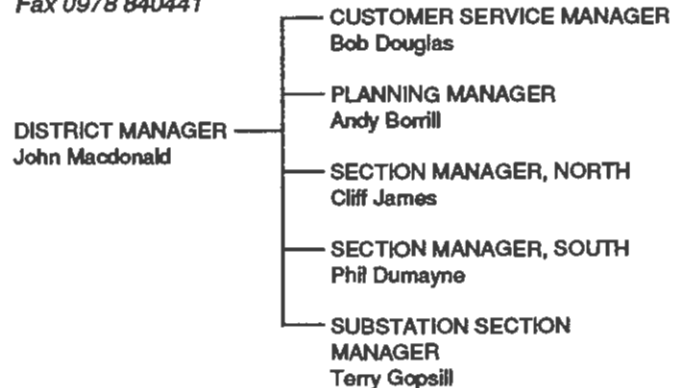 Fax 0978 840441
CUSTOMER SERVICE MANAGER
Bob Douglas
PLANNING MANAGER
Andy Borrill
DISTRICT MANAGER
John Macdonald
SECTION MANAGER, NORTH
Cliff James
SECTION MANAGER, SOUTH
Phil Dumayne
SUBSTATION SECTION
MANAGER
Terry Gopsill